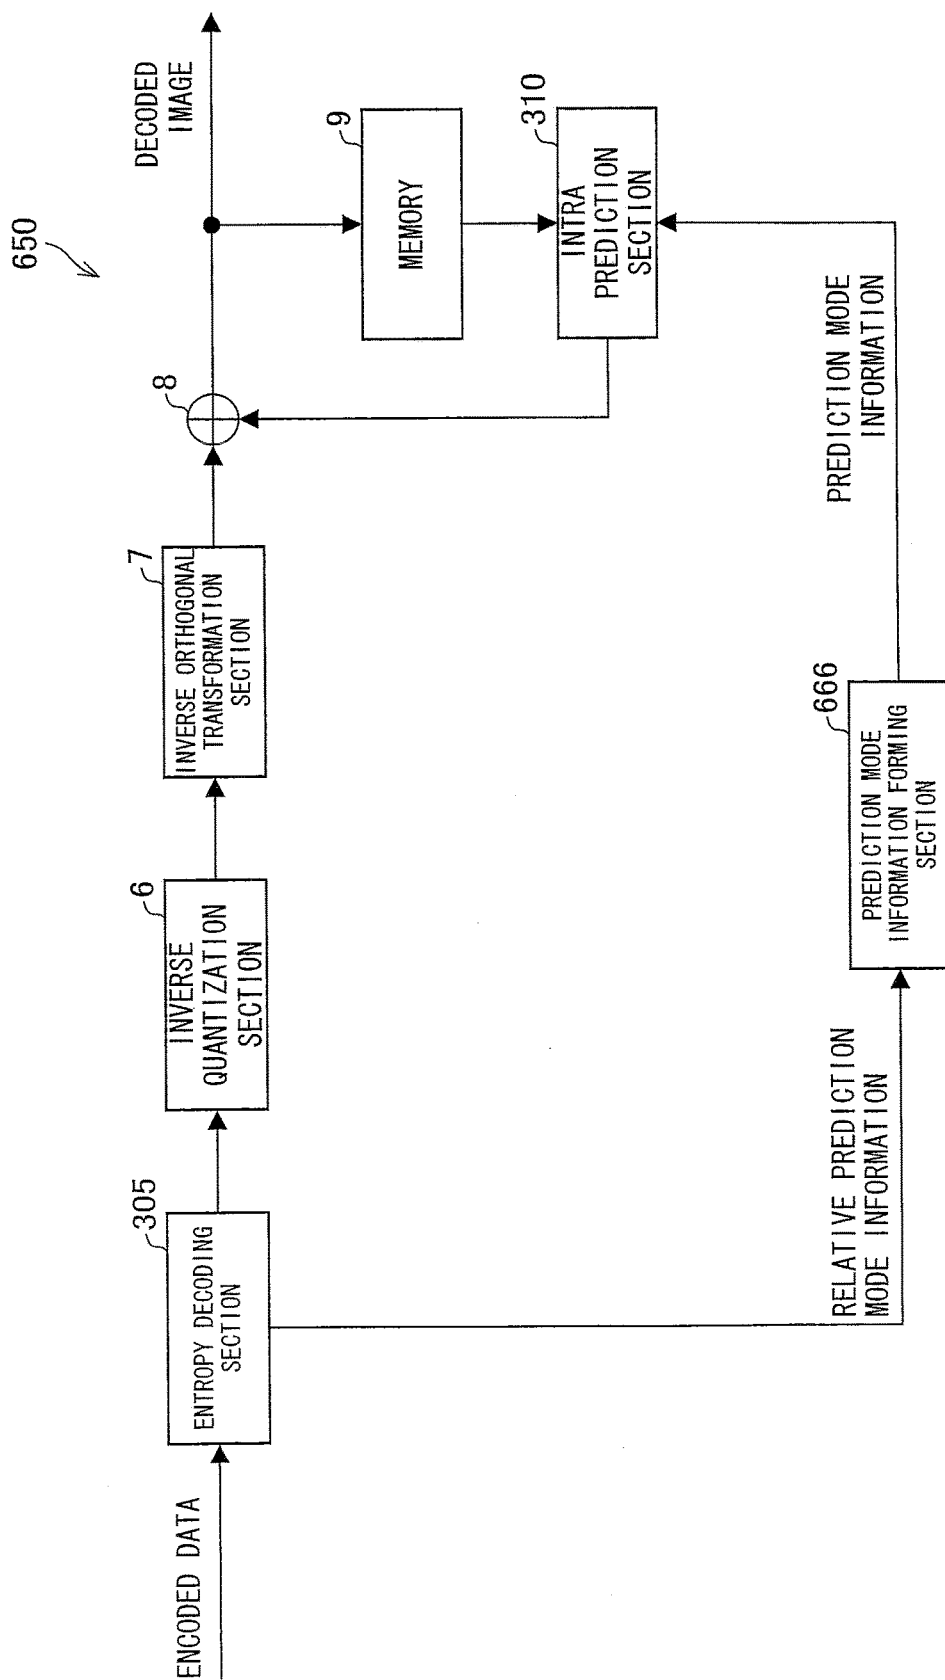 650
ENCODED DATA
305
ENTROPY DECODING
SECTION
6
INVERSE
QUANTIZATION
SECTION
7
INVERSE ORTHOGONAL
TRANSFORMATION
SECTION
8
DECODED
IMAGE
9
MEMORY
310
INTRA
PREDICTION
SECTION
RELATIVE PREDICTION
MODE INFORMATION
666
PREDICTION MODE
INFORMATION FORMING
SECTION
PREDICTION MODE
INFORMATION